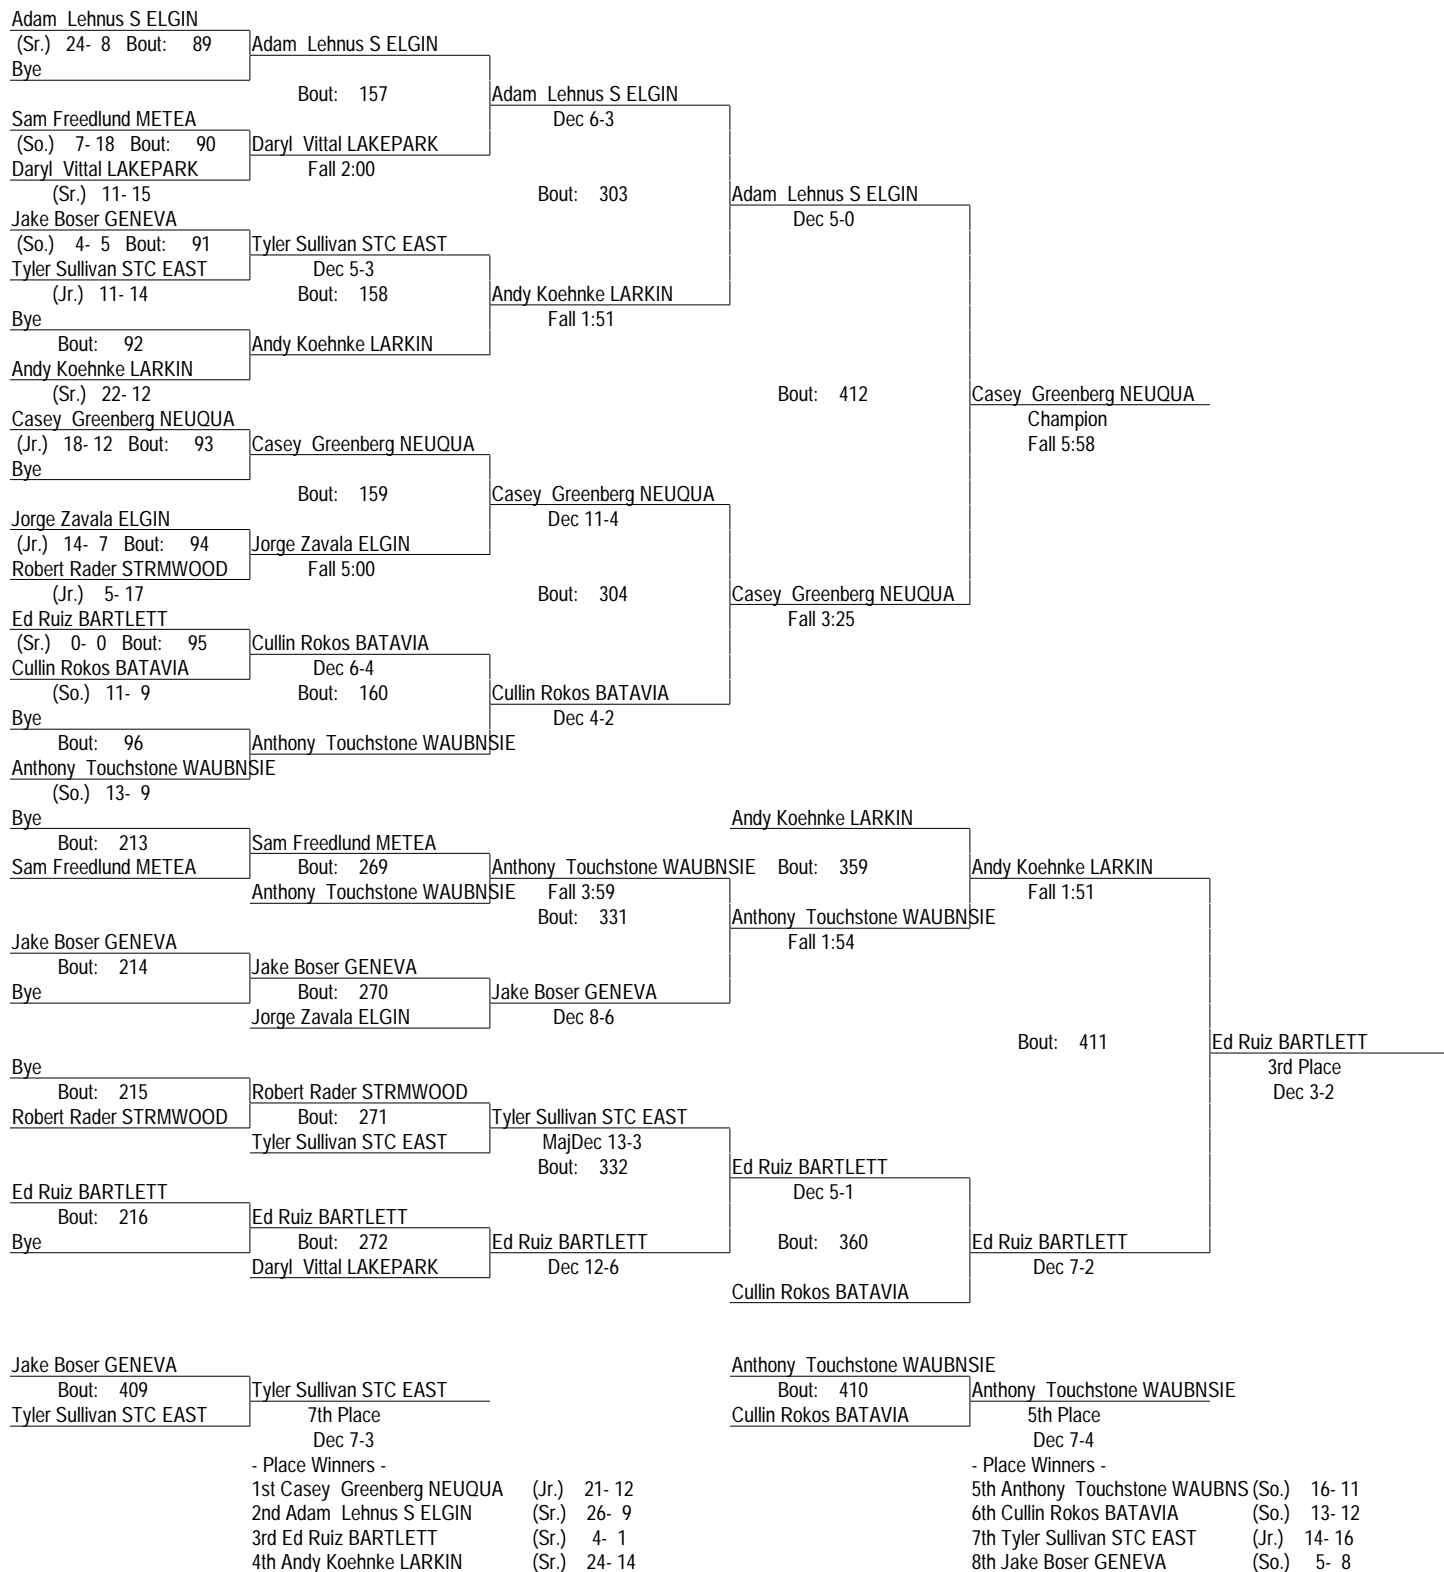 Adam Lehnus S ELGIN
(Sr.) 24- 8 Bout: 89 Adam Lehnus S ELGIN
Bye
Bout: 157 Adam Lehnus S ELGIN
Sam Freedlund METEA Dec 6-3
(So.) 7- 18 Bout: 90 Daryl Vittal LAKEPARK
Daryl Vittal LAKEPARK Fall 2:00
(Sr.) 11- 15 Bout: 303 Adam Lehnus S ELGIN
Jake Boser GENEVA Dec 5-0
(So.) 4- 5 Bout: 91 Tyler Sullivan STC EAST
Tyler Sullivan STC EAST Dec 5-3
(Jr.) 11- 14 Bout: 158 Andy Koehnke LARKIN
Bye Fall 1:51
Bout: 92 Andy Koehnke LARKIN
Andy Koehnke LARKIN
(Sr.) 22- 12 Bout: 412 Casey Greenberg NEUQUA
Casey Greenberg NEUQUA Champion
(Jr.) 18- 12 Bout: 93 Casey Greenberg NEUQUA Fall 5:58
Bye
Bout: 159 Casey Greenberg NEUQUA
Jorge Zavala ELGIN Dec 11-4
(Jr.) 14- 7 Bout: 94 Jorge Zavala ELGIN
Robert Rader STRMWOOD Fall 5:00
(Jr.) 5- 17 Bout: 304 Casey Greenberg NEUQUA
Ed Ruiz BARTLETT Fall 3:25
(Sr.) 0- 0 Bout: 95 Cullin Rokos BATAVIA
Cullin Rokos BATAVIA Dec 6-4
(So.) 11- 9 Bout: 160 Cullin Rokos BATAVIA
Bye Dec 4-2
Bout: 96 Anthony Touchstone WAUBNSIE
Anthony Touchstone WAUBNSIE
(So.) 13- 9
Bye Andy Koehnke LARKIN
Bout: 213 Sam Freedlund METEA
Sam Freedlund METEA Bout: 269 Anthony Touchstone WAUBNSIE Bout: 359 Andy Koehnke LARKIN
Anthony Touchstone WAUBNSIE Fall 3:59 Fall 1:51
Bout: 331 Anthony Touchstone WAUBNSIE
Jake Boser GENEVA Fall 1:54
Bout: 214 Jake Boser GENEVA
Bye Bout: 270 Jake Boser GENEVA
Jorge Zavala ELGIN Dec 8-6
Bout: 411 Ed Ruiz BARTLETT
Bye 3rd Place
Bout: 215 Robert Rader STRMWOOD Dec 3-2
Robert Rader STRMWOOD Bout: 271 Tyler Sullivan STC EAST
Tyler Sullivan STC EAST MajDec 13-3
Bout: 332 Ed Ruiz BARTLETT
Ed Ruiz BARTLETT Dec 5-1
Bout: 216 Ed Ruiz BARTLETT
Bye Bout: 272 Ed Ruiz BARTLETT Bout: 360 Ed Ruiz BARTLETT
Daryl Vittal LAKEPARK Dec 12-6 Dec 7-2
Cullin Rokos BATAVIA
Jake Boser GENEVA Anthony Touchstone WAUBNSIE
Bout: 409 Tyler Sullivan STC EAST Bout: 410 Anthony Touchstone WAUBNSIE
Tyler Sullivan STC EAST 7th Place Cullin Rokos BATAVIA 5th Place
Dec 7-3 Dec 7-4
- Place Winners - - Place Winners -
1st Casey Greenberg NEUQUA (Jr.) 21- 12 5th Anthony Touchstone WAUBNS (So.) 16- 11
2nd Adam Lehnus S ELGIN (Sr.) 26- 9 6th Cullin Rokos BATAVIA (So.) 13- 12
3rd Ed Ruiz BARTLETT (Sr.) 4- 1 7th Tyler Sullivan STC EAST (Jr.) 14- 16
4th Andy Koehnke LARKIN (Sr.) 24- 14 8th Jake Boser GENEVA (So.) 5- 8